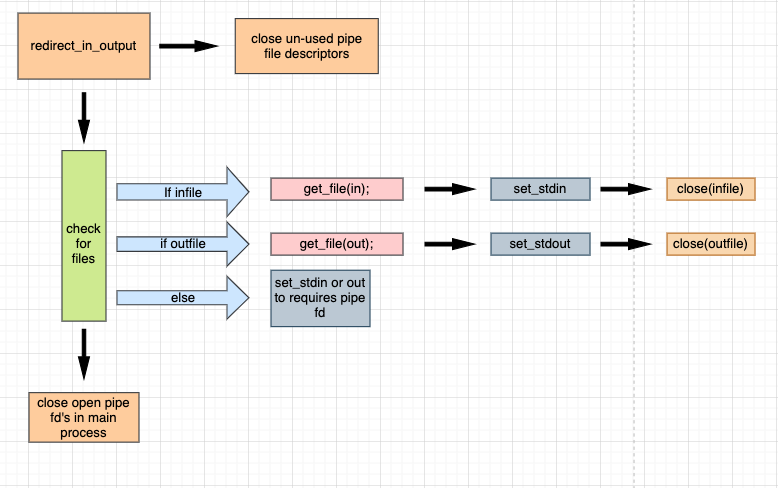 redirect_in_output
close un-used pipe
file descriptors
If infile
get_file(in);
set_stdin
close(infile)
check
for
files
if outfile
get_file(out);
set_stdout
close(outfile)
else
set_stdin or out
to requires pipe
fd
close open pipe
fd's in main
process